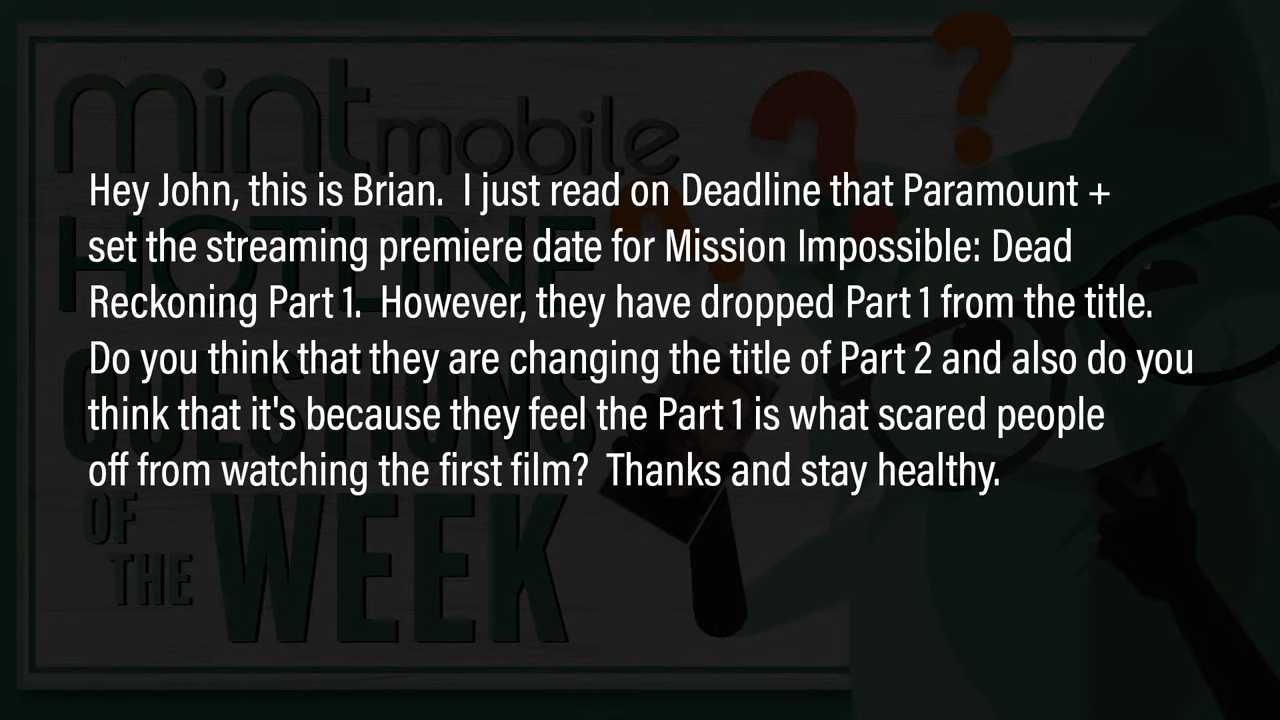 mint mobile
HOTLINE
QUESTIONS
OF
THE WEEK
Hey John, this is Brian.  I just read on Deadline that Paramount +
set the streaming premiere date for Mission Impossible: Dead
Reckoning Part 1.  However, they have dropped Part 1 from the title.
Do you think that they are changing the title of Part 2 and also do you
think that it's because they feel the Part 1 is what scared people
off from watching the first film?  Thanks and stay healthy.